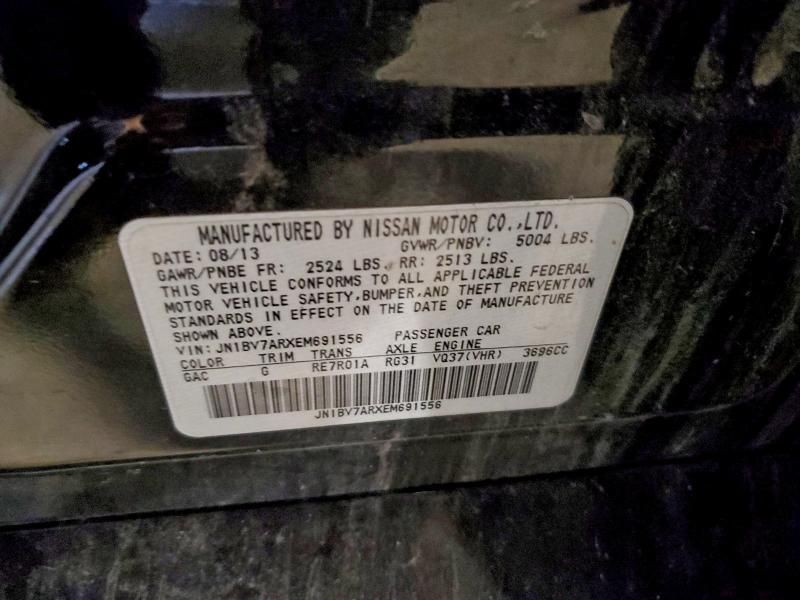 MANUFACTURED BY NISSAN MOTOR CO.,LTD.
DATE: 08/13 GVWR/PNBV: 5004 LBS.
GAWR/PNBE FR: 2524 LBS. RR: 2513 LBS.
THIS VEHICLE CONFORMS TO ALL APPLICABLE FEDERAL
MOTOR VEHICLE SAFETY,BUMPER,AND THEFT PREVENTION
STANDARDS IN EFFECT ON THE DATE OF MANUFACTURE
SHOWN ABOVE.
VIN: JN1BV7ARXEM691556 PASSENGER CAR
COLOR TRIM TRANS AXLE ENGINE
GAC G RE7R01A RG31 VQ37(VHR) 3696CC
JN1BV7ARXEM691556